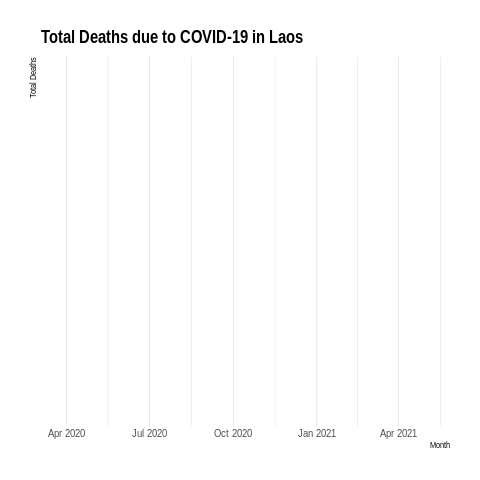 Total Deaths due to COVID-19 in Laos
Total Deaths
Apr 2020 Jul 2020 Oct 2020 Jan 2021 Apr 2021
Month